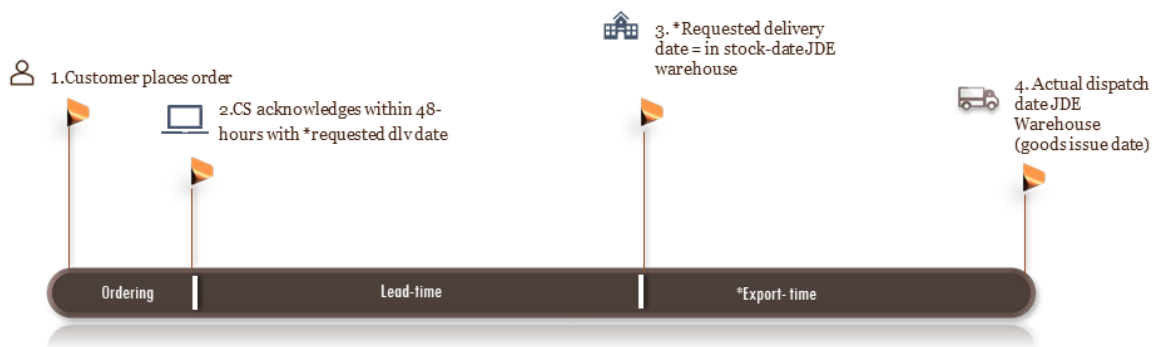 1.Customer places order
2.CS acknowledges within 48-
hours with *requested dlv date
3. *Requested delivery
date = in stock-dateJDE
warehouse
4. Actual dispatch
date JDE
Warehouse
(goods issue date)
Ordering
Lead-time
*Export- time